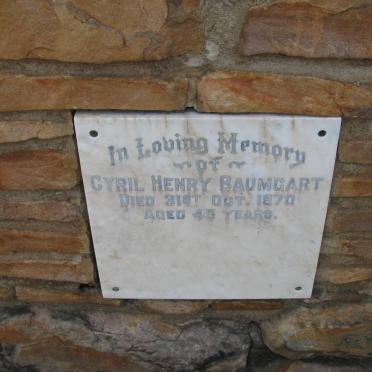 In Loving Memory
of
Cyril Henry Baumgart
Died 31st Oct. 1970
Aged 45 years.